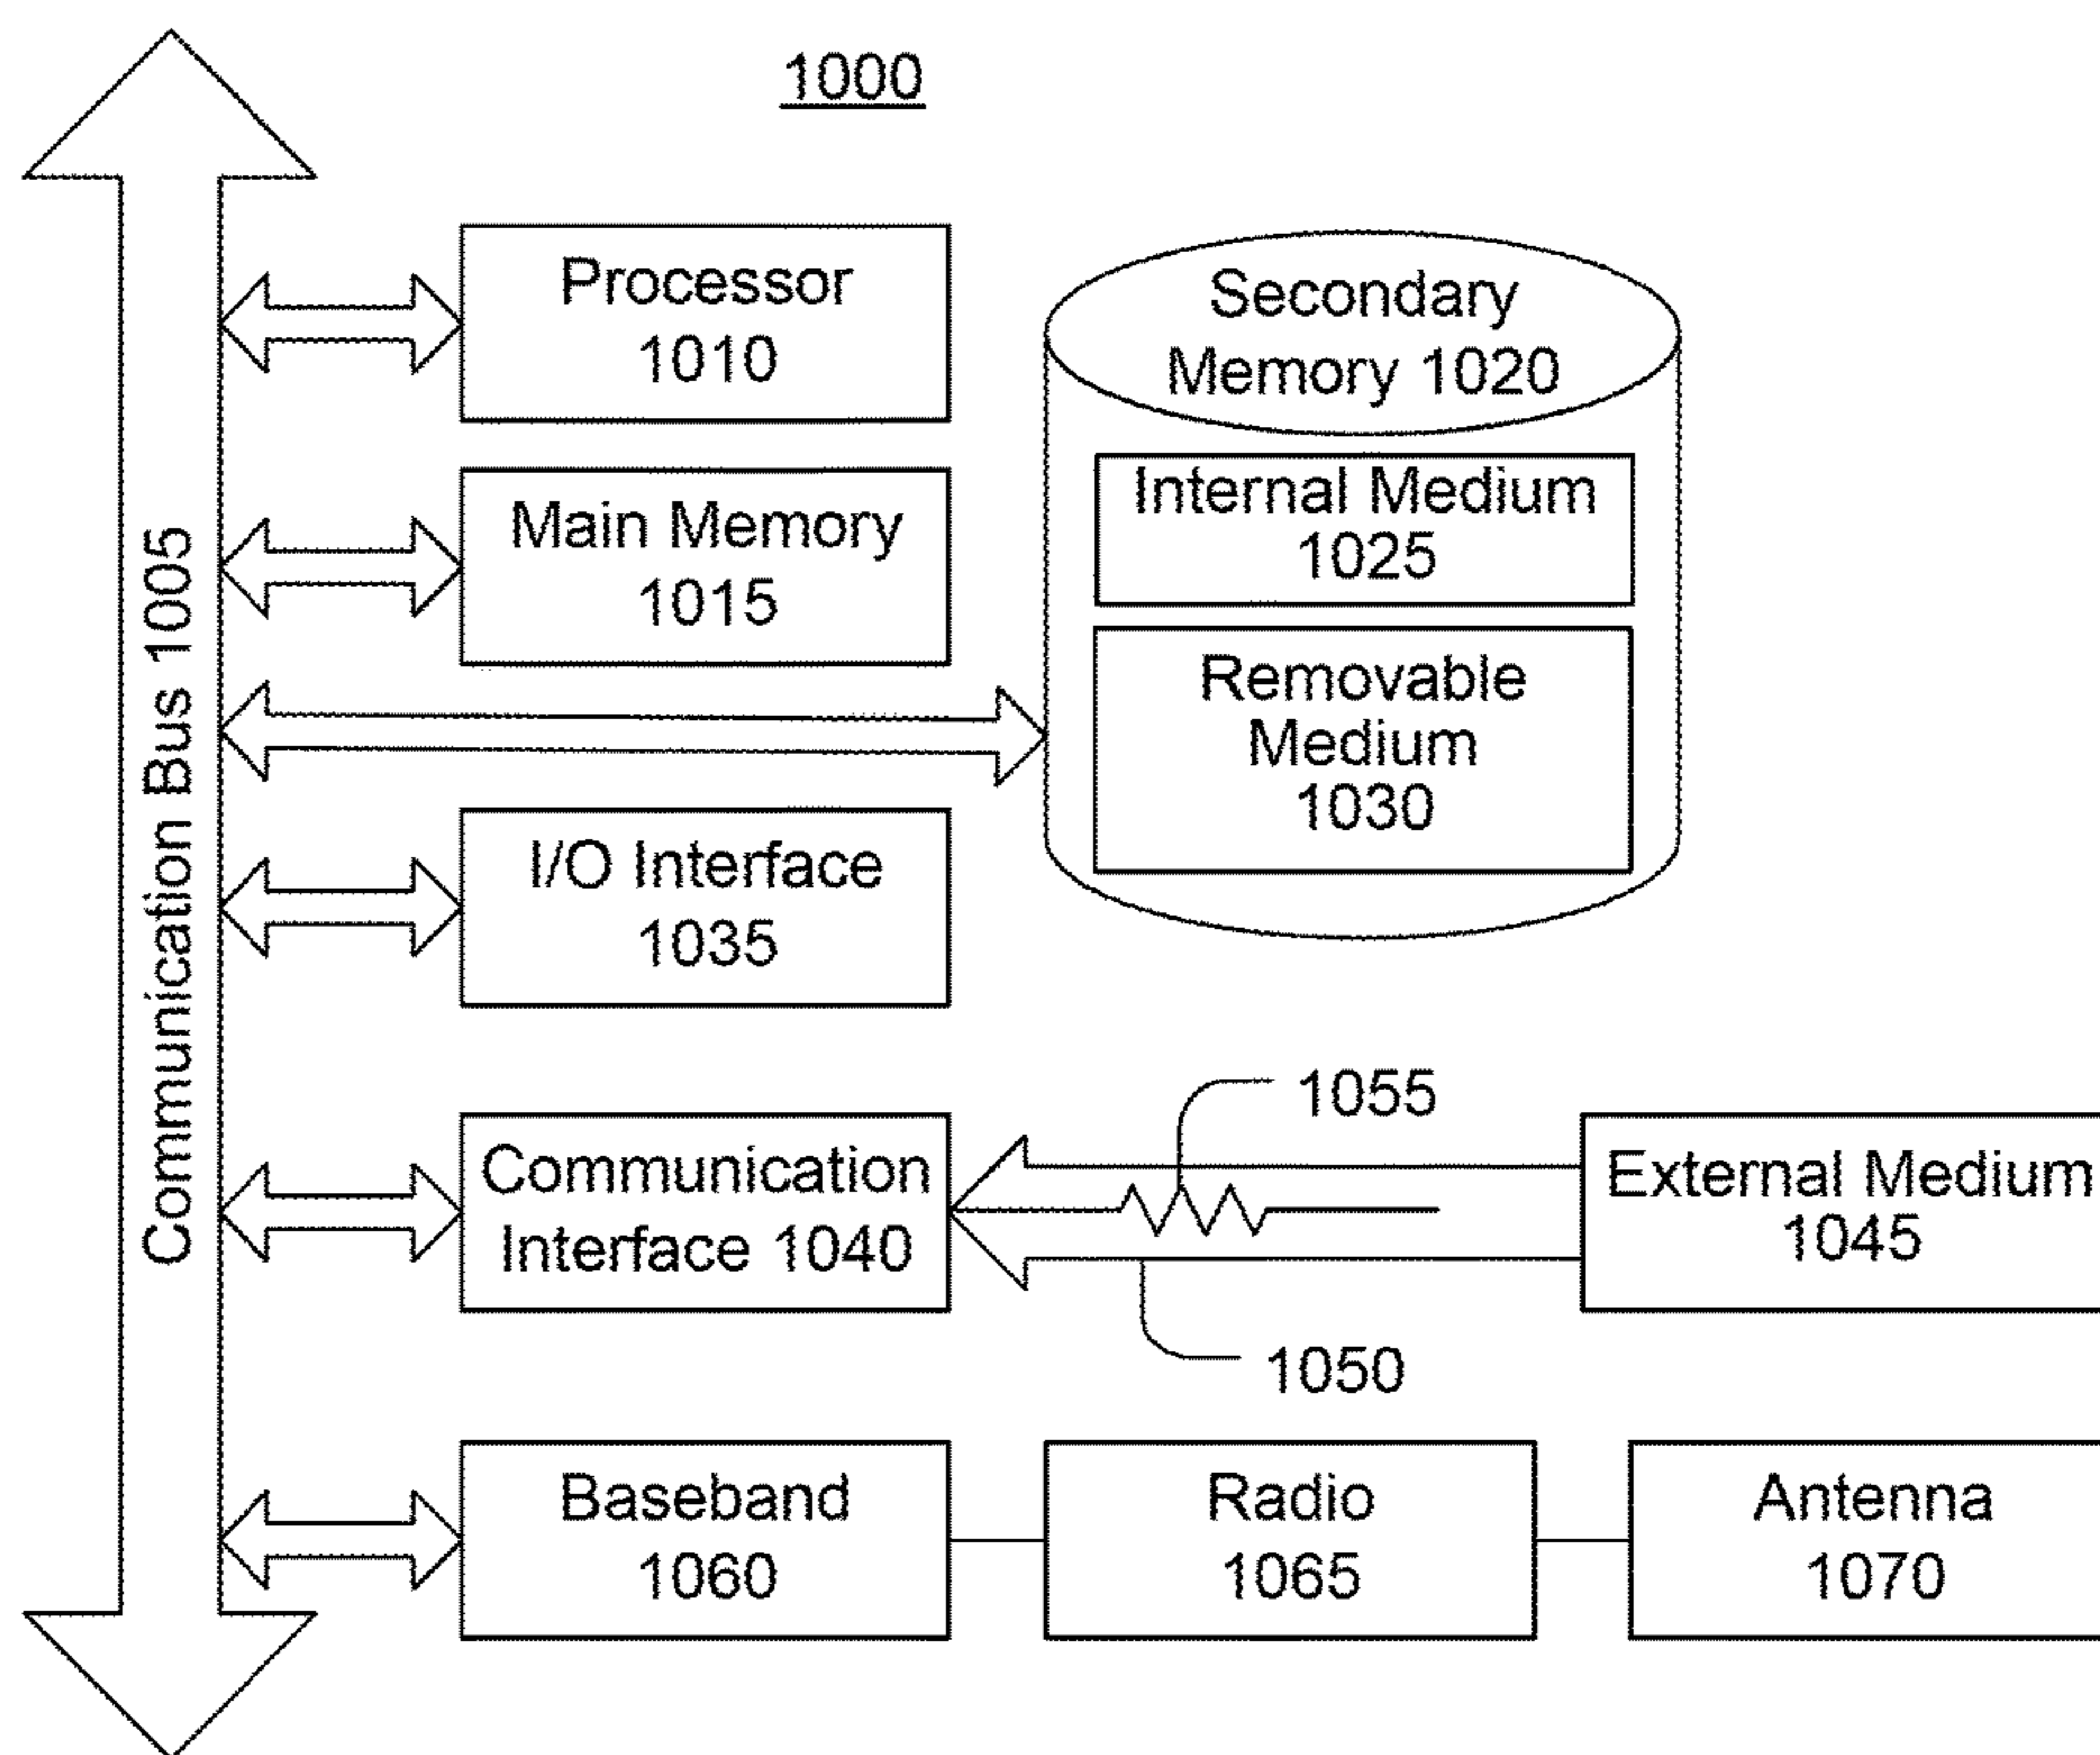 1000
Communication Bus 1005
Processor
1010
Secondary
Memory 1020
Main Memory
1015
Internal Medium
1025
Removable
Medium
1030
I/O Interface
1035
1055
Communication
Interface 1040
External Medium
1045
1050
Baseband
1060
Radio
1065
Antenna
1070